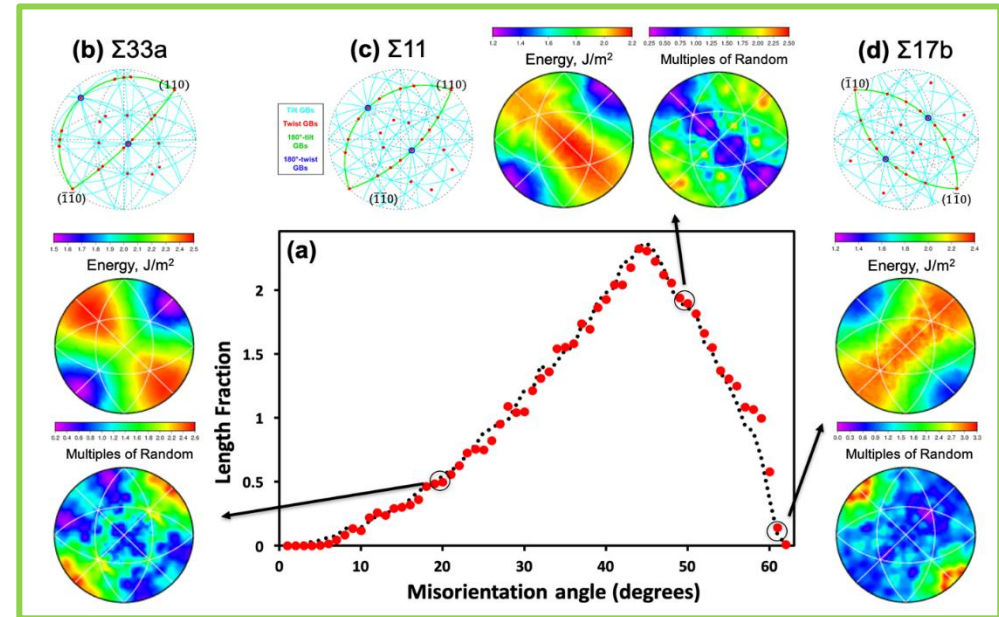 (b) Σ33a
(110)
(1̅1̅0)
1.5 1.6 1.7 1.8 1.9 2.0 2.1 2.2 2.3 2.4 2.5
Energy, J/m²
0.2 0.4 0.6 0.8 1.0 1.2 1.4 1.6 1.8 2.0 2.2 2.4 2.6
Multiples of Random
(c) Σ11
Tilt GBs
Twist GBs
180°-tilt
GBs
180°-twist
GBs
(110)
(1̅1̅0)
1.2 1.4 1.6 1.8 2.0 2.2
Energy, J/m²
0.25 0.50 0.75 1.00 1.25 1.50 1.75 2.00 2.25 2.50
Multiples of Random
(d) Σ17b
(1̅10)
(11̅0)
1.2 1.4 1.6 1.8 2.0 2.2 2.4
Energy, J/m²
0.0 0.3 0.6 0.9 1.2 1.5 1.8 2.1 2.4 2.7 3.0 3.3
Multiples of Random
(a)
Length Fraction
2
1.5
1
0.5
0
0 10 20 30 40 50 60
Misorientation angle (degrees)